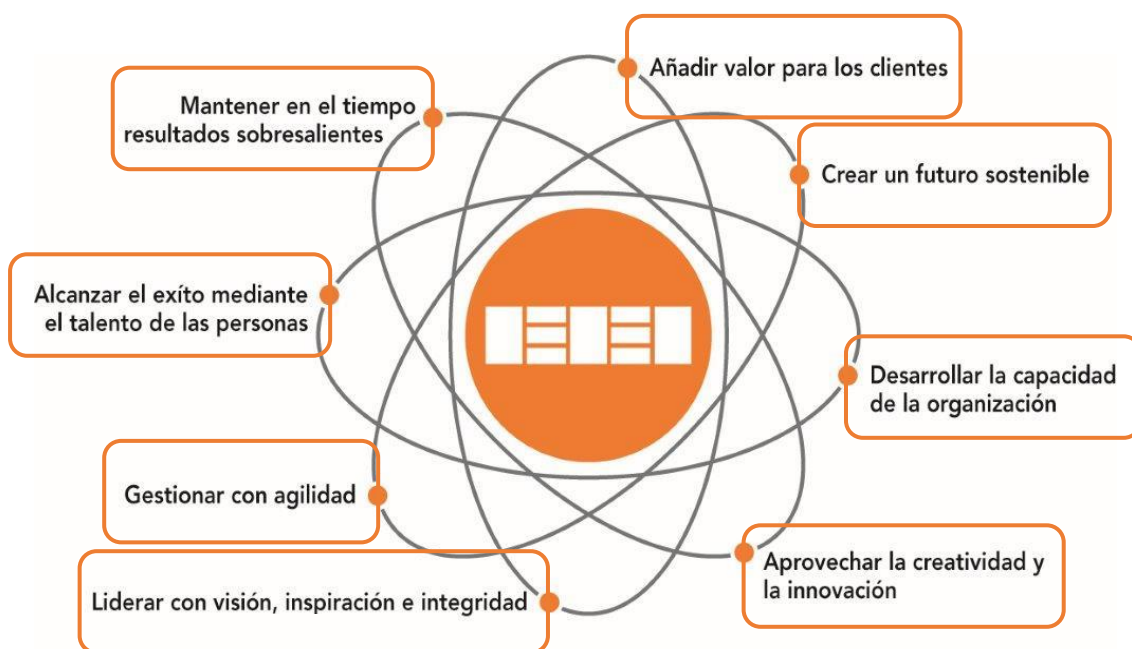 Añadir valor para los clientes
Crear un futuro sostenible
Desarrollar la capacidad
de la organización
Aprovechar la creatividad y
la innovación
Liderar con visión, inspiración e integridad
Gestionar con agilidad
Alcanzar el exíto mediante
el talento de las personas
Mantener en el tiempo
resultados sobresalientes